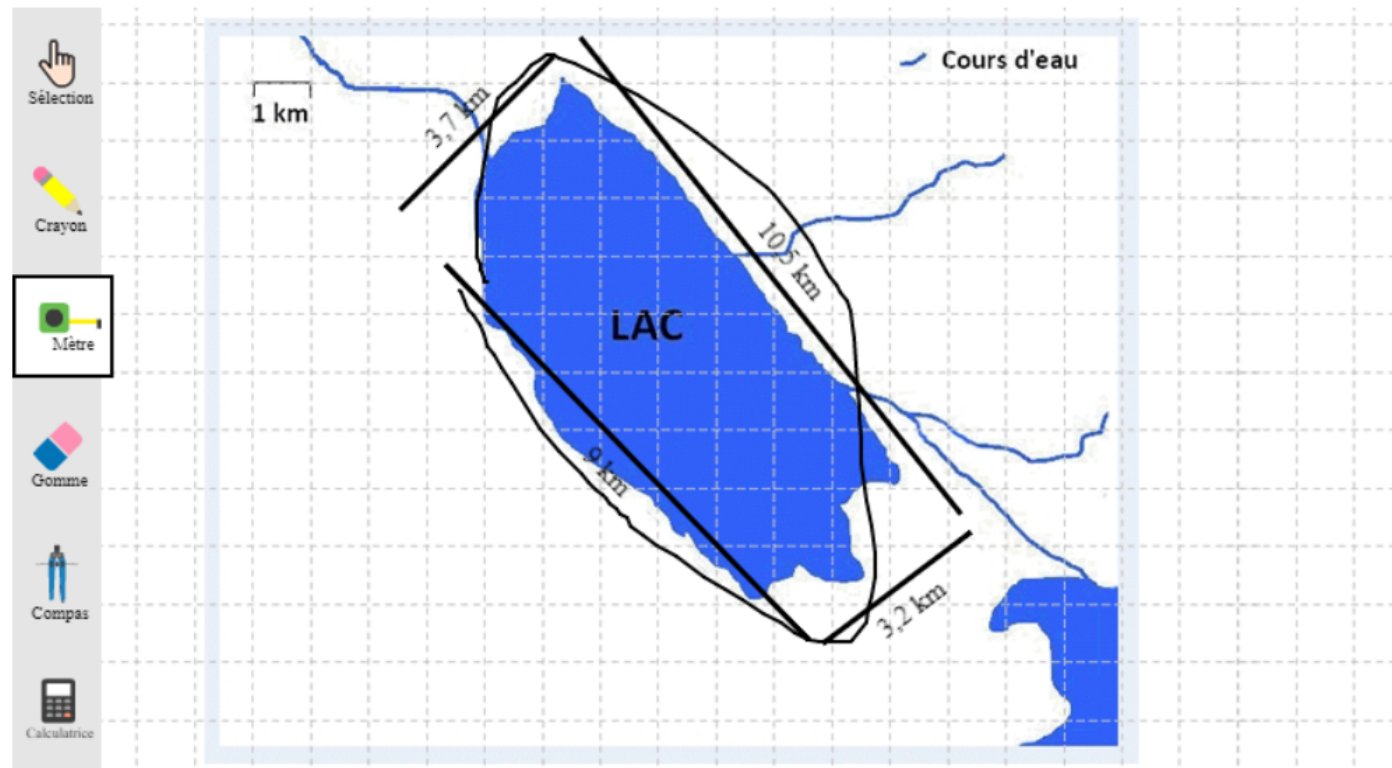 Sélection
Crayon
Mètre
Gomme
Compas
Calculatrice
1 km
Cours d'eau
3,7 km
10,5 km
LAC
9 km
3,2 km